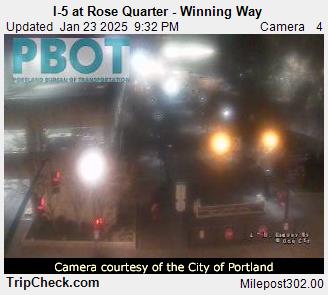 I-5 at Rose Quarter - Winning Way
Updated Jan 23 2025 9:32 PM Camera 4
PBOT
PORTLAND BUREAU OF TRANSPORTATION
Camera courtesy of the City of Portland
TripCheck.com Milepost302.00